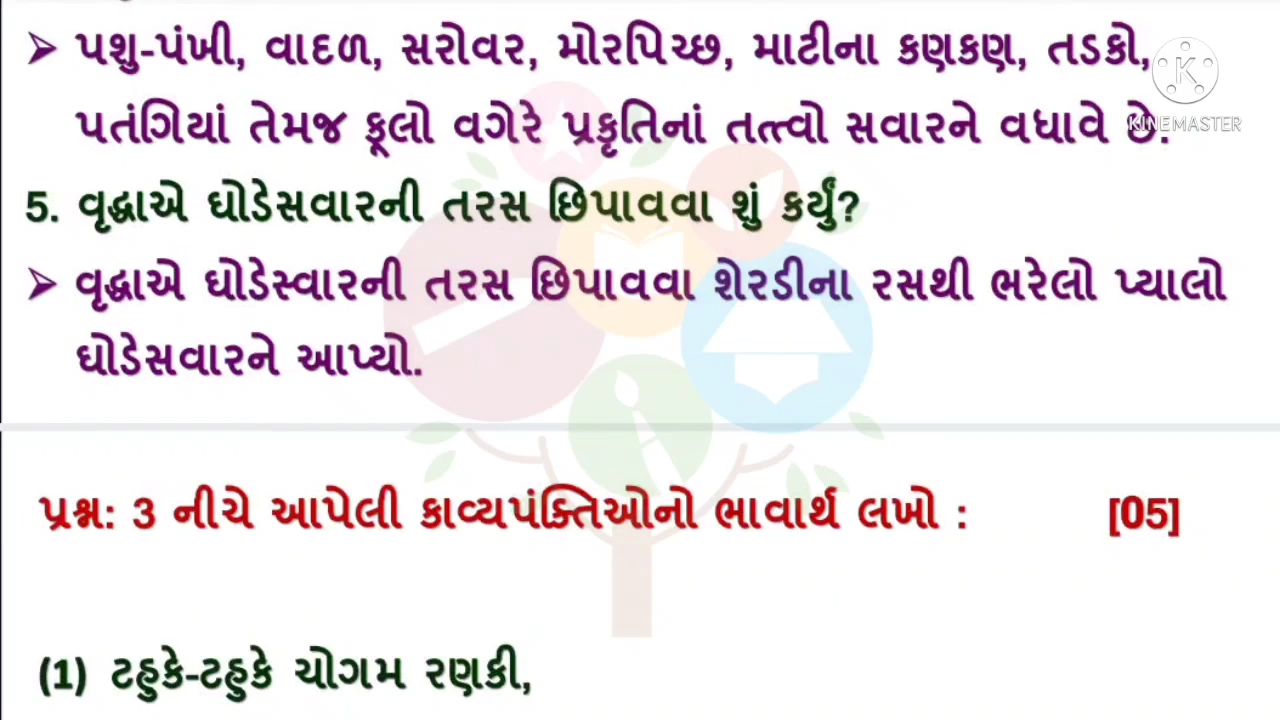 ➢ પશુ-પંખી, વાદળ, સરોવર, મોરપિચ્છ, માટીના કણકણ, તડકો,
પતંગિયાં તેમજ ફૂલો વગેરે પ્રકૃતિનાં તત્ત્વો સવારને વધાવે છે.
K
KINEMASTER
5. વૃદ્ધાએ ઘોડેસવારની તરસ છિપાવવા શું કર્યું?
➢ વૃદ્ધાએ ઘોડેસ્વારની તરસ છિપાવવા શેરડીના રસથી ભરેલો પ્યાલો
ઘોડેસવારને આપ્યો.
પ્રશ્ન: 3 નીચે આપેલી કાવ્યપંક્તિઓનો ભાવાર્થ લખો : [05]
(1) ટહુકે-ટહુકે ચોગમ રણકી,